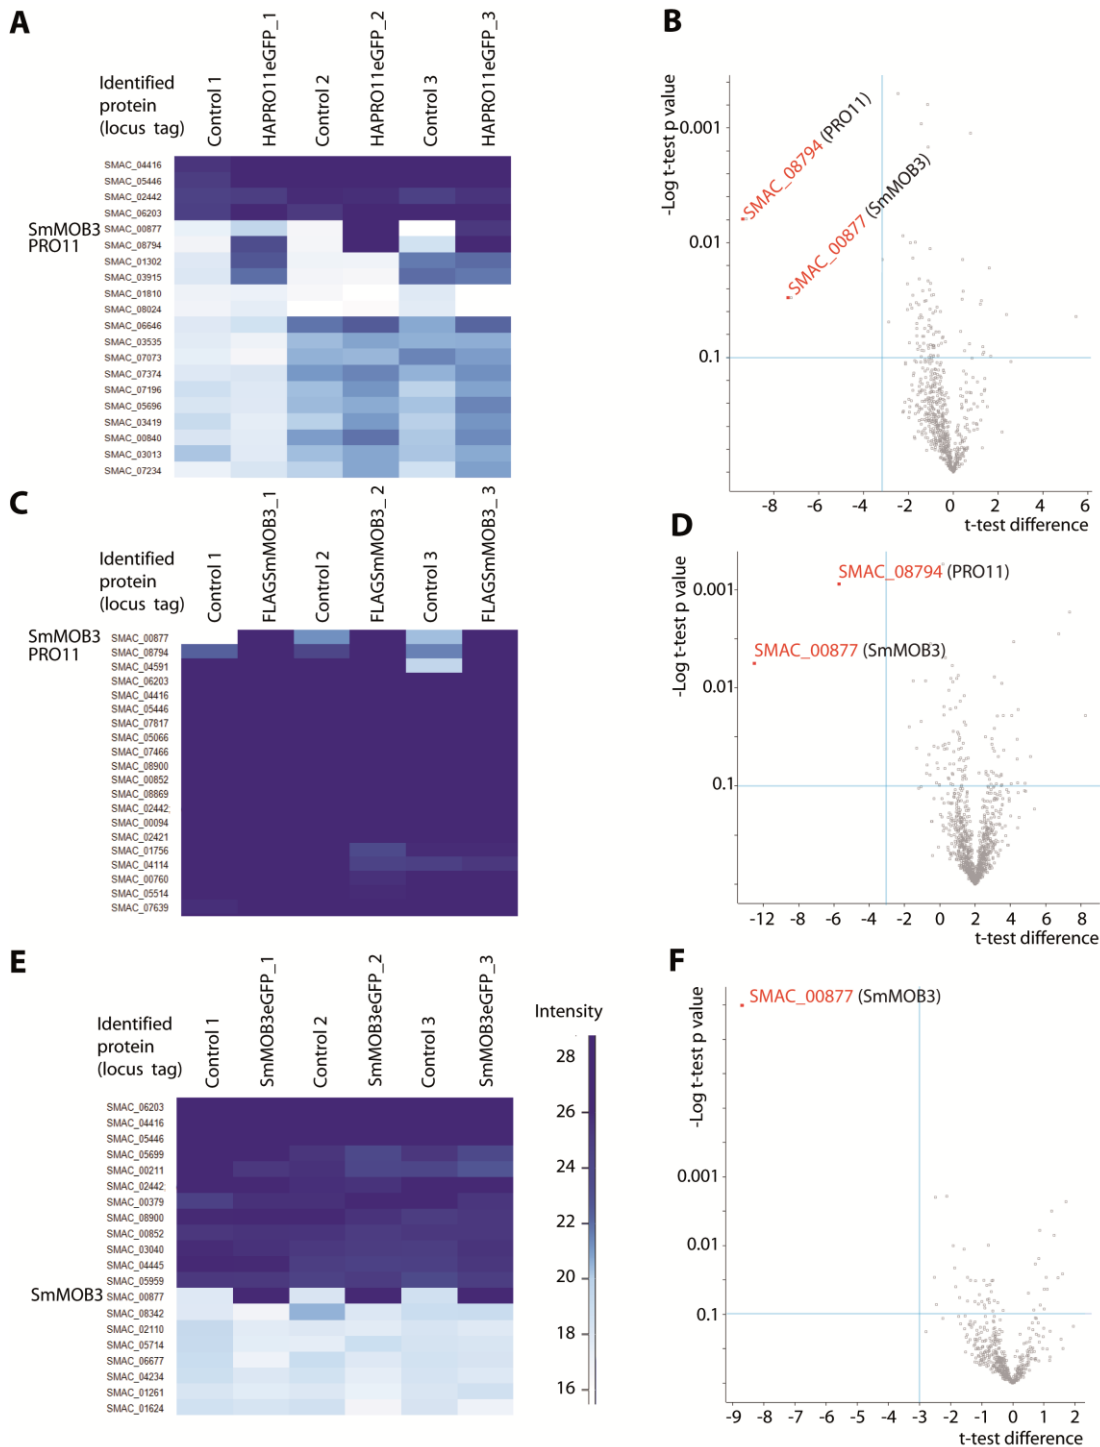 A
Identified
protein
(locus tag)
Control 1
HAPRO11eGFP_1
Control 2
HAPRO11eGFP_2
Control 3
HAPRO11eGFP_3
SmMOB3
PRO11
SMAC_04416
SMAC_05446
SMAC_02442
SMAC_06203
SMAC_00877
SMAC_08794
SMAC_01302
SMAC_03915
SMAC_01810
SMAC_08024
SMAC_06646
SMAC_03535
SMAC_07073
SMAC_07374
SMAC_07196
SMAC_05696
SMAC_03419
SMAC_00840
SMAC_03013
SMAC_07234
B
-Log t-test p value
0.001
0.01
0.1
SMAC_08794 (PRO11)
SMAC_00877 (SmMOB3)
-8 -6 -4 -2 0 2 4 6
t-test difference
C
Identified
protein
(locus tag)
Control 1
FLAGSmMOB3_1
Control 2
FLAGSmMOB3_2
Control 3
FLAGSmMOB3_3
SmMOB3
PRO11
SMAC_00877
SMAC_08794
SMAC_04591
SMAC_06203
SMAC_04416
SMAC_05446
SMAC_07817
SMAC_05066
SMAC_07466
SMAC_08900
SMAC_00852
SMAC_08869
SMAC_02442;
SMAC_00094
SMAC_02421
SMAC_01756
SMAC_04114
SMAC_00760
SMAC_05514
SMAC_07639
D
-Log t-test p value
0.001
0.01
0.1
SMAC_08794 (PRO11)
SMAC_00877 (SmMOB3)
-12 -8 -6 -4 -2 0 2 4 6 8
t-test difference
E
Identified
protein
(locus tag)
Control 1
SmMOB3eGFP_1
Control 2
SmMOB3eGFP_2
Control 3
SmMOB3eGFP_3
SmMOB3
SMAC_06203
SMAC_04416
SMAC_05446
SMAC_05699
SMAC_00211
SMAC_02442;
SMAC_00379
SMAC_08900
SMAC_00852
SMAC_03040
SMAC_04445
SMAC_05959
SMAC_00877
SMAC_08342
SMAC_02110
SMAC_05714
SMAC_06677
SMAC_04234
SMAC_01261
SMAC_01624
Intensity
28
26
24
22
20
18
16
F
-Log t-test p value
0.001
0.01
0.1
SMAC_00877 (SmMOB3)
-9 -8 -7 -6 -5 -4 -3 -2 -1 0 1 2
t-test difference